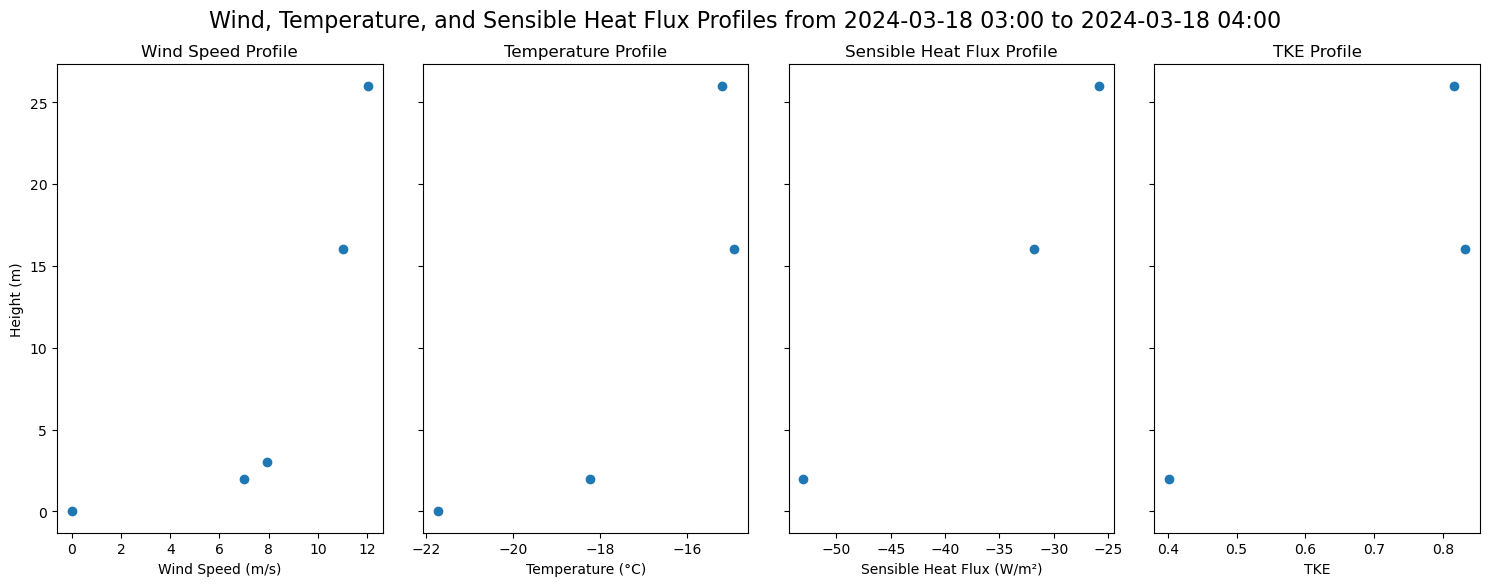 Wind, Temperature, and Sensible Heat Flux Profiles from 2024-03-18 03:00 to 2024-03-18 04:00
Wind Speed Profile
Temperature Profile
Sensible Heat Flux Profile
TKE Profile
25
20
15
10
5
0
Height (m)
0 2 4 6 8 10 12
−22 −20 −18 −16
−50 −45 −40 −35 −30 −25
0.4 0.5 0.6 0.7 0.8
Wind Speed (m/s)
Temperature (°C)
Sensible Heat Flux (W/m²)
TKE